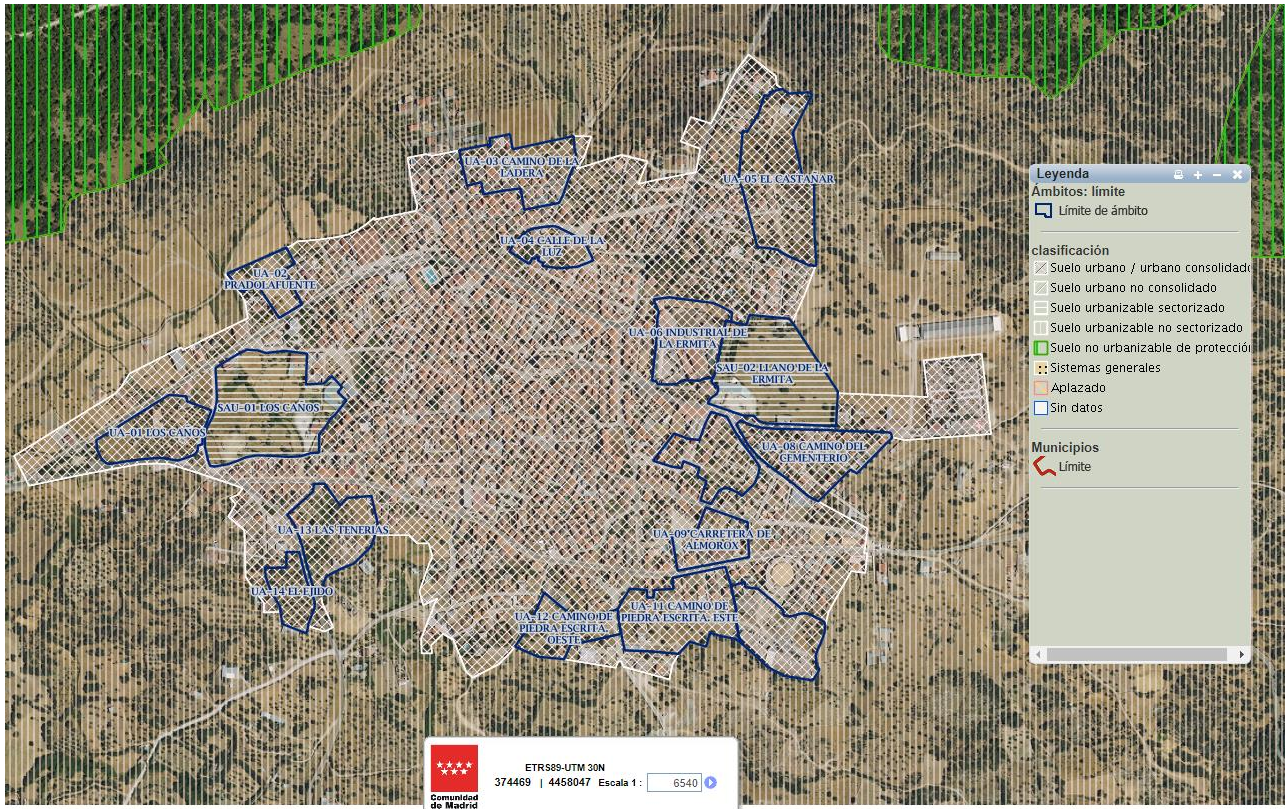 UA-03 CAMINO DE LA
LADERA
UA-05 EL CASTAÑAR
UA-04 CALLE DE LA
LUZ
UA-02
PRADOLAFUENTE
UA-06 INDUSTRIAL DE
LA ERMITA
SAU-02 LLANO DE LA
ERMITA
SAU-01 LOS CAÑOS
UA-01 LOS CAÑOS
UA-08 CAMINO DEL
CEMENTERIO
UA-13 LAS TENERIAS
UA-09 CARRETERA DE
ALMOROX
UA-14 EL EJIDO
UA-11 CAMINO DE
PIEDRA ESCRITA. ESTE
UA-12 CAMINO DE
PIEDRA ESCRITA.
OESTE
Leyenda
Ámbitos: límite
Límite de ámbito
clasificación
Suelo urbano / urbano consolidado
Suelo urbano no consolidado
Suelo urbanizable sectorizado
Suelo urbanizable no sectorizado
Suelo no urbanizable de protección
Sistemas generales
Aplazado
Sin datos
Municipios
Límite
ETRS89-UTM 30N
374469 | 4458047 Escala 1 : 6540
Comunidad
de Madrid